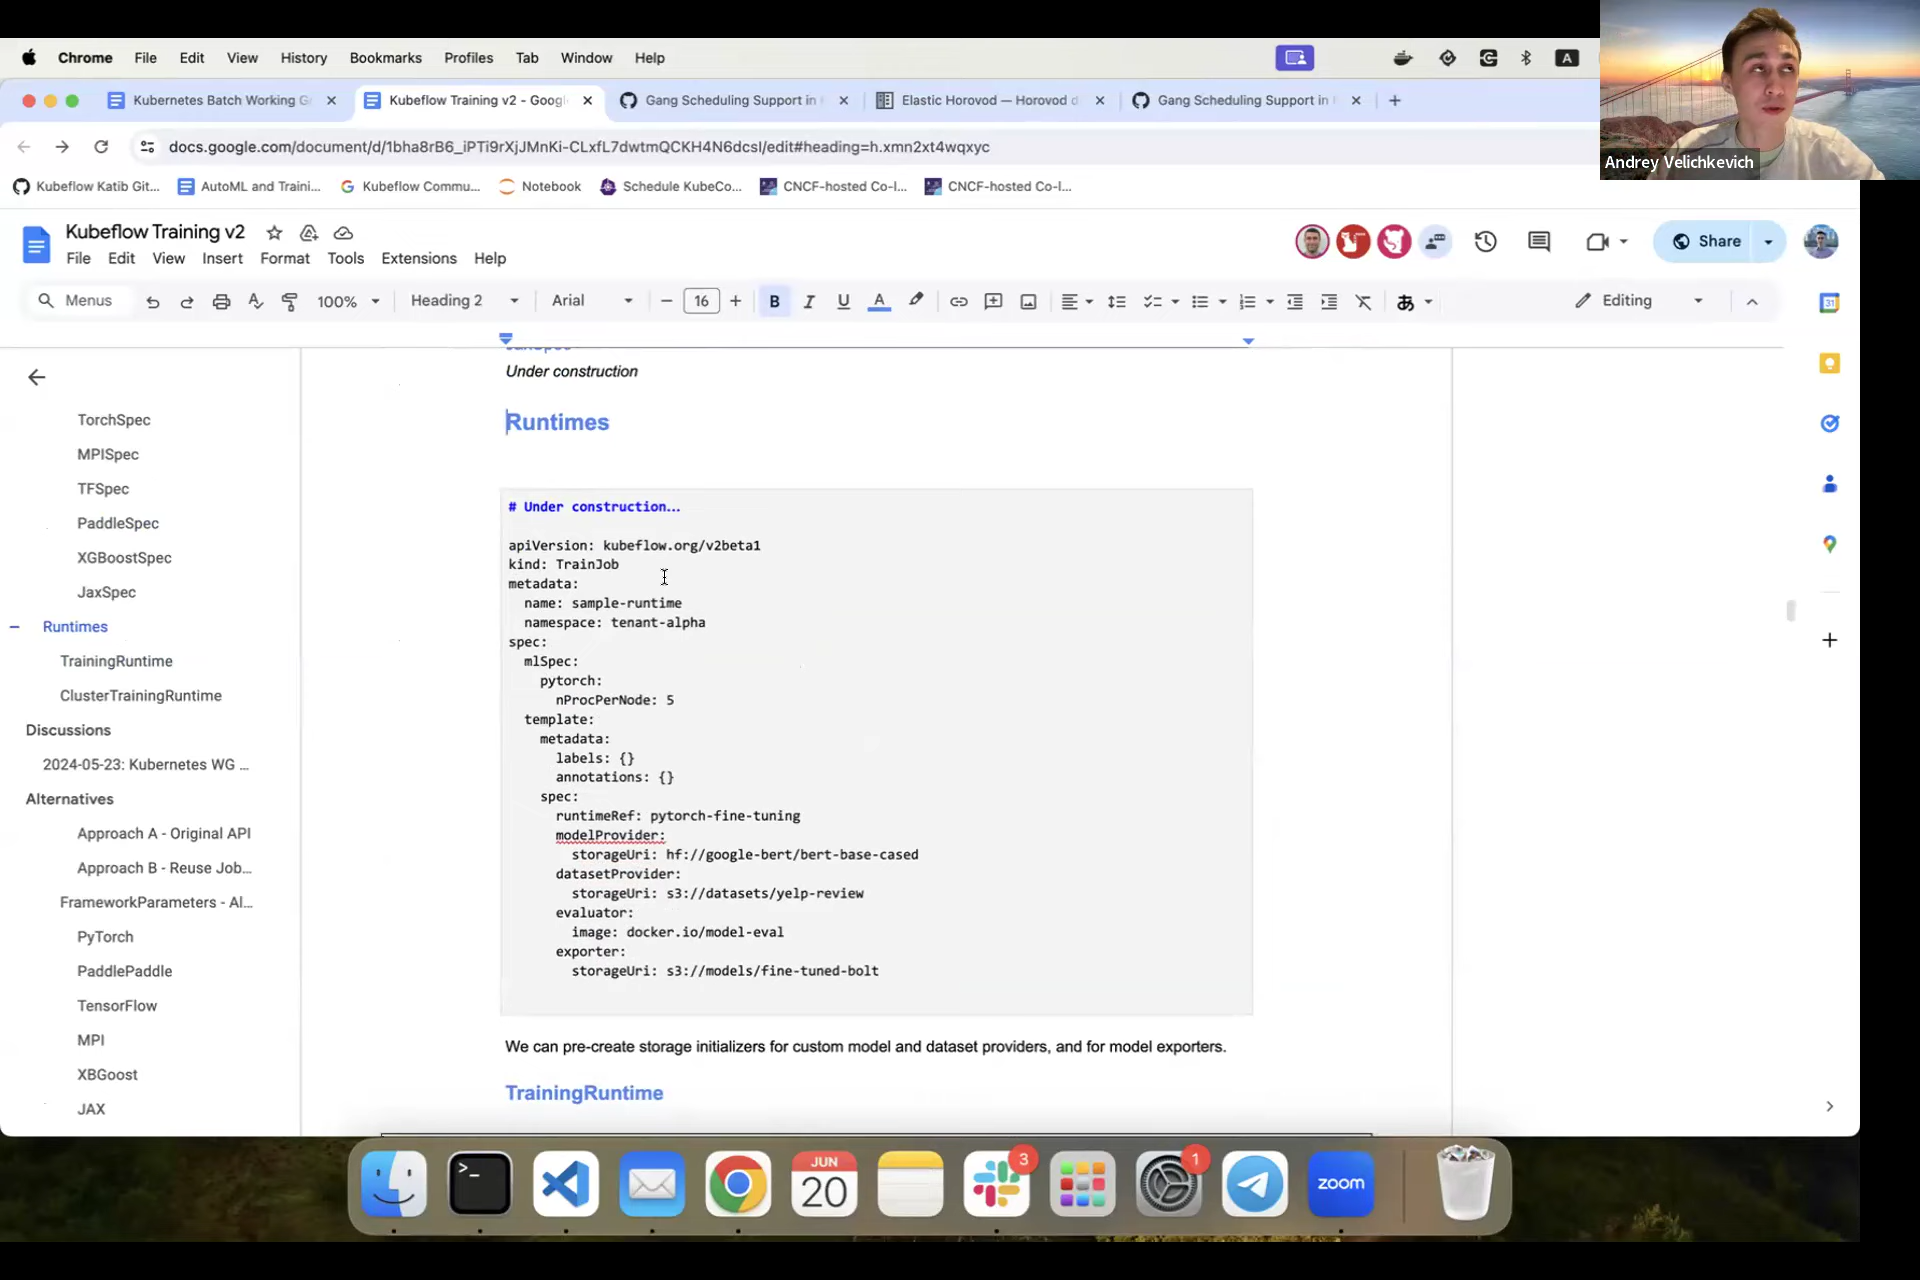 Chrome File Edit View History Bookmarks Profiles Tab Window Help
A
Kubernetes Batch Working G
Kubeflow Training v2 - Goog
Gang Scheduling Support in
Elastic Horovod — Horovod d
Gang Scheduling Support in
docs.google.com/document/d/1bha8rB6_iPTi9rXjJMnKi-CLxfL7dwtmQCKH4N6dcsI/edit#heading=h.xmn2xt4wqxyc
Kubeflow Katib Git...
AutoML and Traini...
Kubeflow Commu...
Notebook
Schedule KubeCo...
CNCF-hosted Co-l...
CNCF-hosted Co-l...
Andrey Velichkevich
Kubeflow Training v2
Share
File Edit View Insert Format Tools Extensions Help
Menus
100%
Heading 2
Arial
16
B I U A
あ
Editing
31
TorchSpec
MPISpec
TFSpec
PaddleSpec
XGBoostSpec
JaxSpec
Runtimes
TrainingRuntime
ClusterTrainingRuntime
Discussions
2024-05-23: Kubernetes WG ...
Alternatives
Approach A - Original API
Approach B - Reuse Job...
FrameworkParameters - Al...
PyTorch
PaddlePaddle
TensorFlow
MPI
XBGoost
JAX
JaxSpec
Under construction
Runtimes
# Under construction…
apiVersion: kubeflow.org/v2beta1
kind: TrainJob
metadata:
  name: sample-runtime
  namespace: tenant-alpha
spec:
  mlSpec:
    pytorch:
      nProcPerNode: 5
  template:
    metadata:
      labels: {}
      annotations: {}
    spec:
      runtimeRef: pytorch-fine-tuning
      modelProvider:
        storageUri: hf://google-bert/bert-base-cased
      datasetProvider:
        storageUri: s3://datasets/yelp-review
      evaluator:
        image: docker.io/model-eval
      exporter:
        storageUri: s3://models/fine-tuned-bolt
We can pre-create storage initializers for custom model and dataset providers, and for model exporters.
TrainingRuntime
JUN
20
3
1
zoom